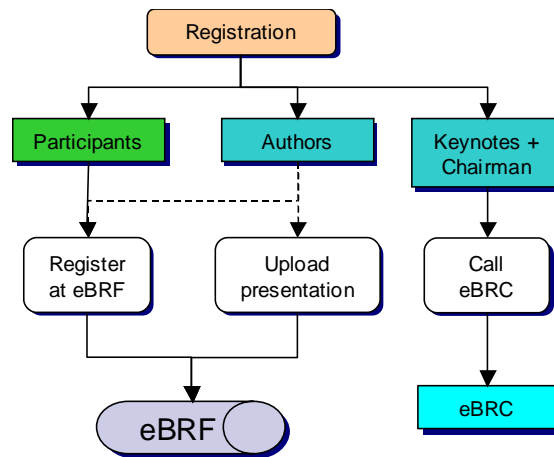 Registration
Participants
Authors
Keynotes +
Chairman
Register
at eBRF
Upload
presentation
Call
eBRC
eBRF
eBRC